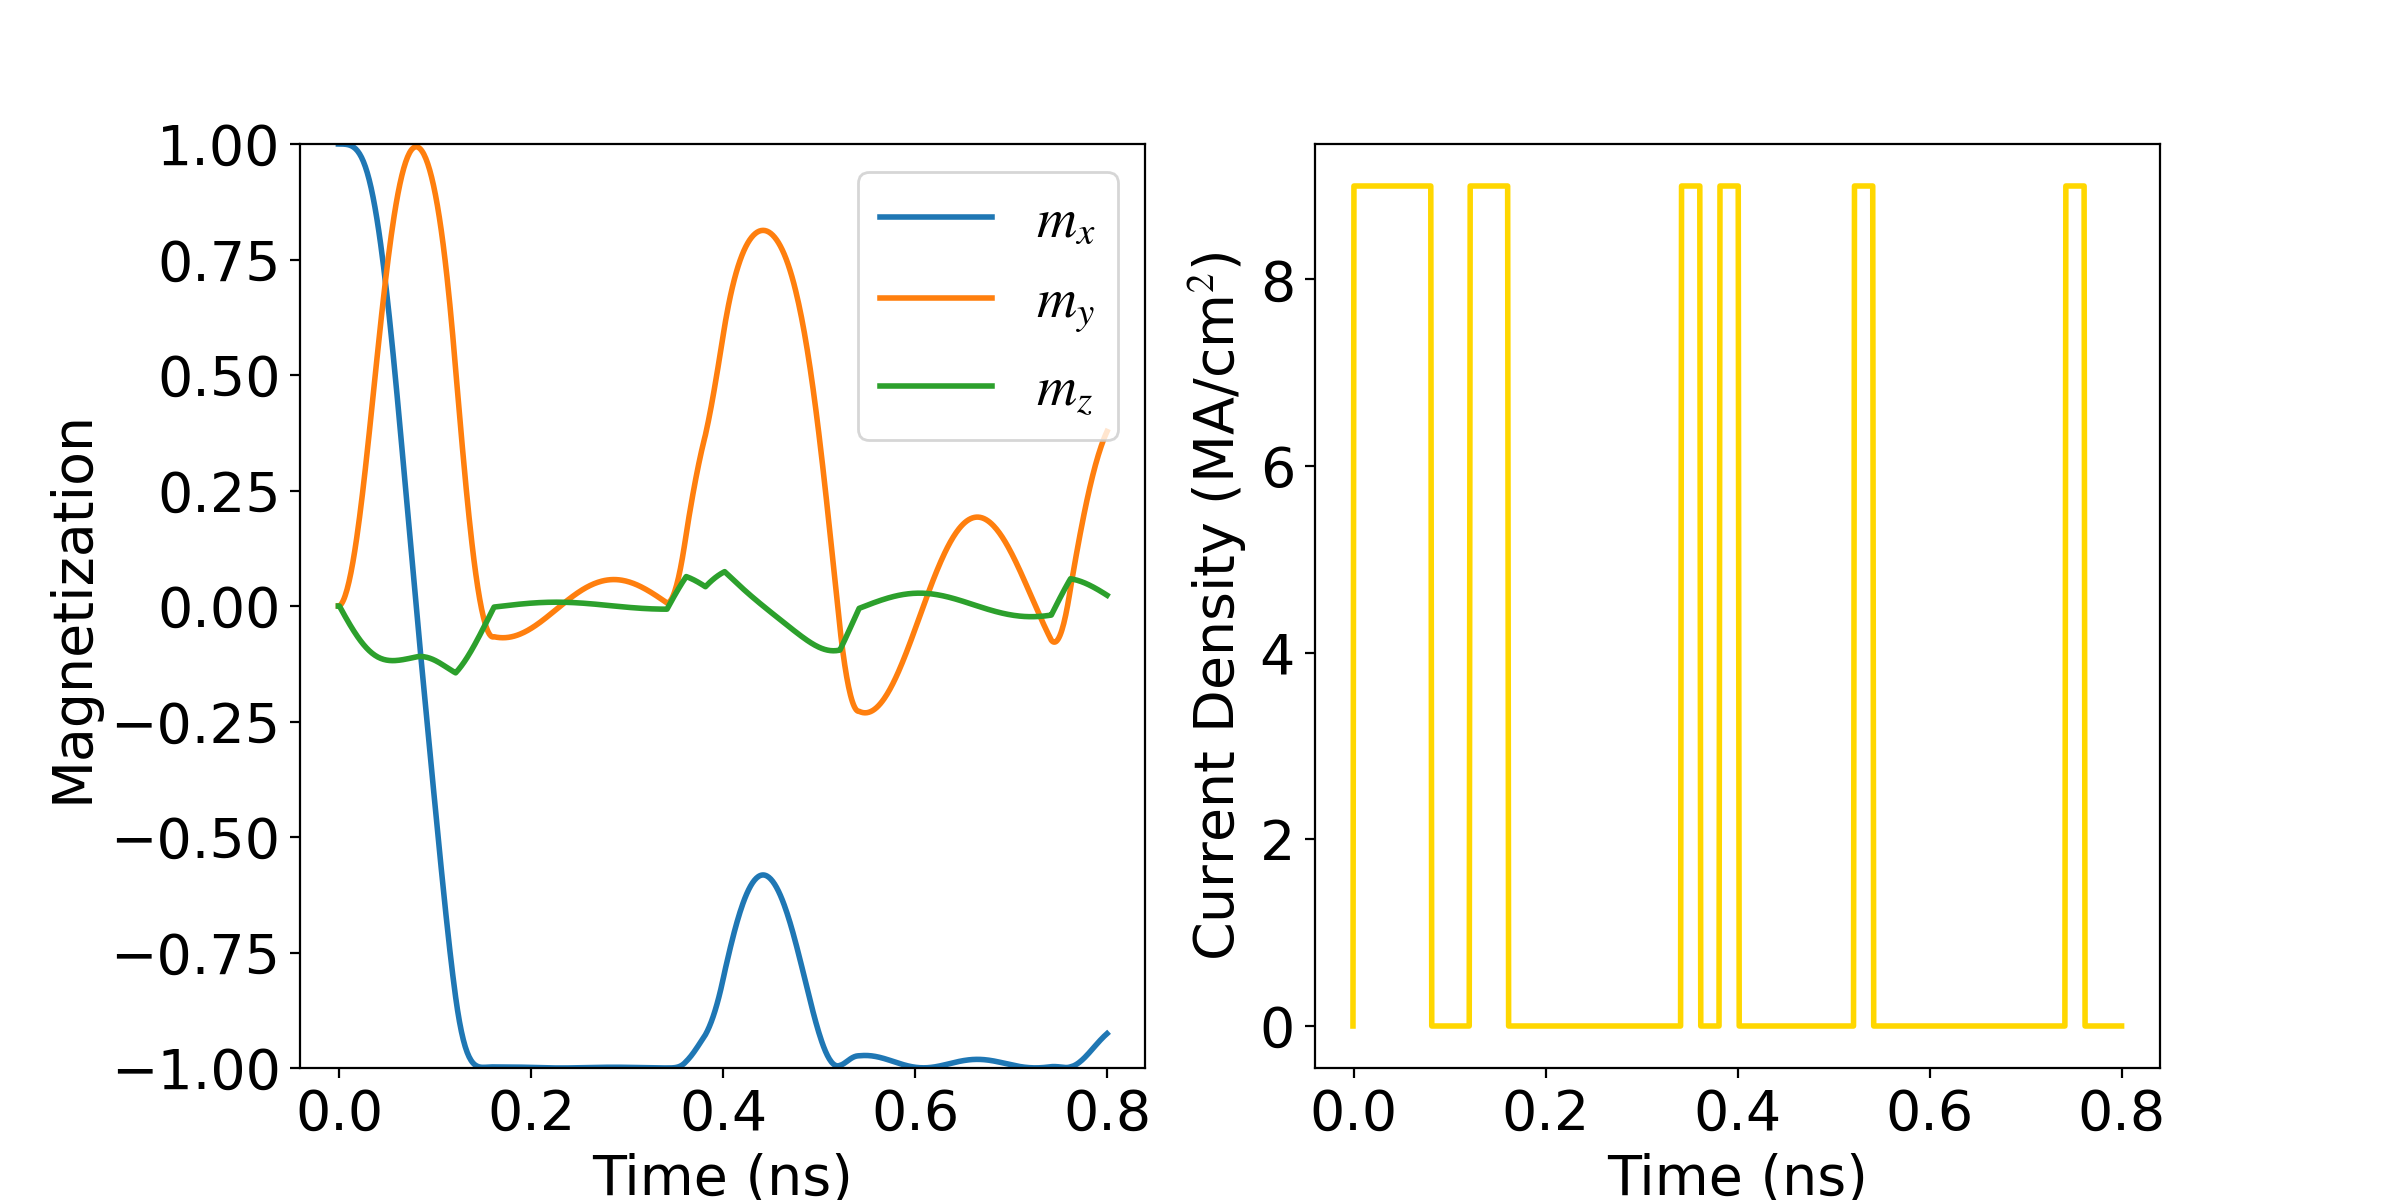 Magnetization
1.00
0.75
0.50
0.25
0.00
−0.25
−0.50
−0.75
−1.00
0.0 0.2 0.4 0.6 0.8
Time (ns)
m_x
m_y
m_z
Current Density (MA/cm²)
8
6
4
2
0
0.0 0.2 0.4 0.6 0.8
Time (ns)